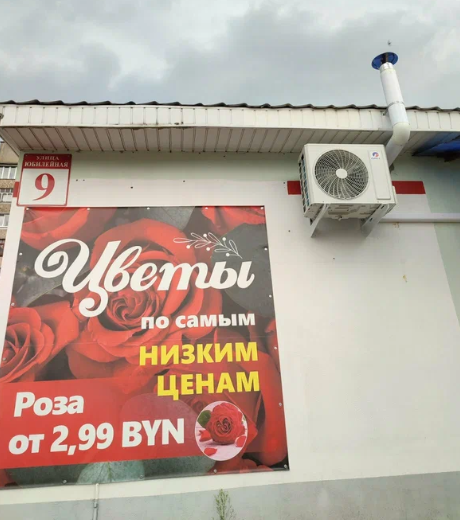 УЛИЦА
ЮБИЛЕЙНАЯ
9
Цветы
по самым
НИЗКИМ
ЦЕНАМ
Роза
от 2,99 BYN